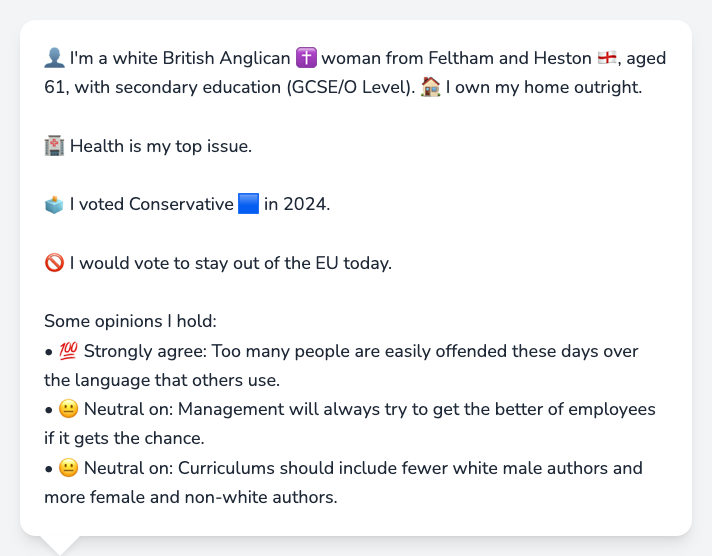 👤 I'm a white British Anglican ✝️ woman from Feltham and Heston 🏴󠁧󠁢󠁥󠁮󠁧󠁿, aged
61, with secondary education (GCSE/O Level). 🏠 I own my home outright.
🏥 Health is my top issue.
🗳️ I voted Conservative 🟦 in 2024.
🚫 I would vote to stay out of the EU today.
Some opinions I hold:
• 💯 Strongly agree: Too many people are easily offended these days over
the language that others use.
• 😐 Neutral on: Management will always try to get the better of employees
if it gets the chance.
• 😐 Neutral on: Curriculums should include fewer white male authors and
more female and non-white authors.